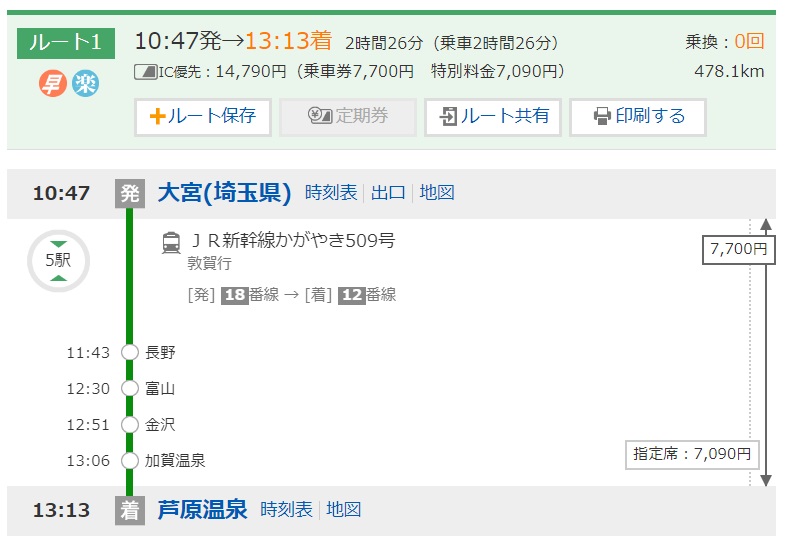 ルート1
10:47発→13:13着 2時間26分（乗車2時間26分） 乗換：0回
早 楽 IC優先：14,790円（乗車券7,700円 特別料金7,090円） 478.1km
ルート保存 定期券 ルート共有 印刷する
10:47 発 大宮(埼玉県) 時刻表 出口 地図
5駅
ＪＲ新幹線かがやき509号
敦賀行
7,700円
[発] 18番線 → [着] 12番線
11:43 長野
12:30 富山
12:51 金沢
13:06 加賀温泉
指定席：7,090円
13:13 着 芦原温泉 時刻表 地図